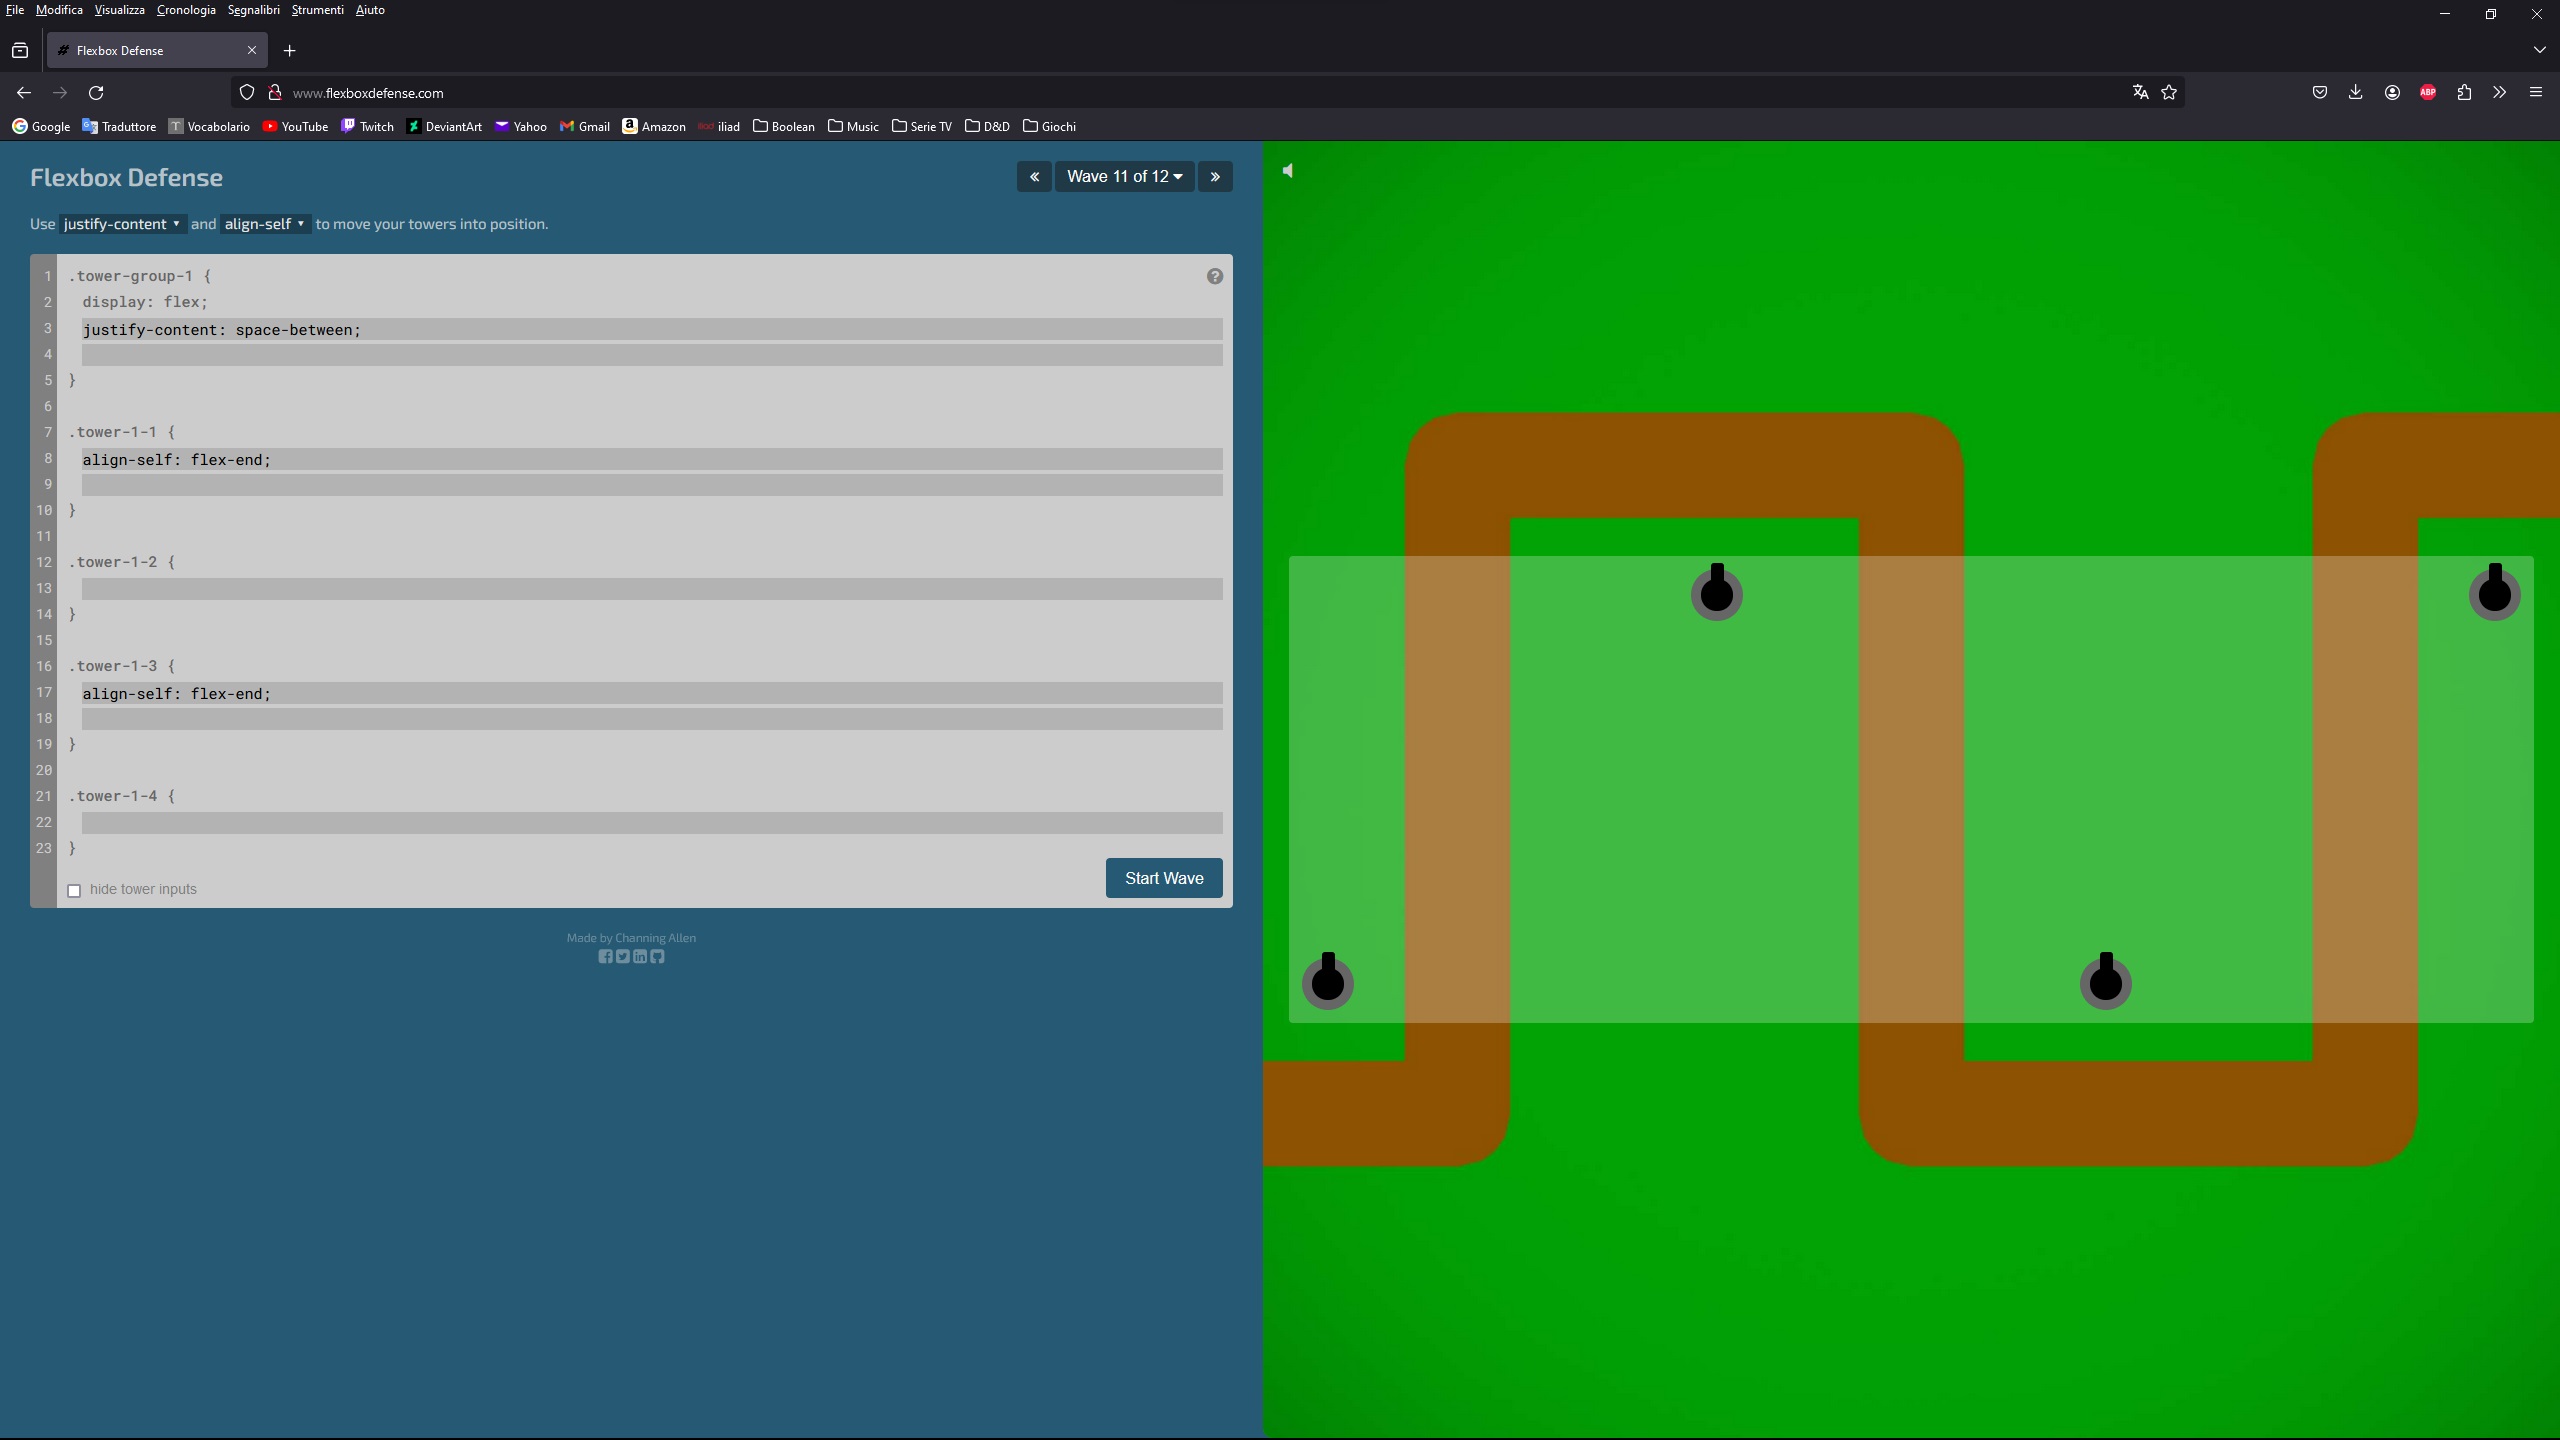 File Modifica Visualizza Cronologia Segnalibri Strumenti Aiuto
Flexbox Defense
www.flexboxdefense.com
ABP
Google Traduttore T Vocabolario YouTube Twitch DeviantArt Yahoo Gmail a Amazon iliad iliad Boolean Music Serie TV D&D Giochi
Flexbox Defense
« Wave 11 of 12 »
Use justify-content and align-self to move your towers into position.
1 .tower-group-1 { ?
2 display: flex;
3 justify-content: space-between;
4
5 }
6
7 .tower-1-1 {
8 align-self: flex-end;
9
10 }
11
12 .tower-1-2 {
13
14 }
15
16 .tower-1-3 {
17 align-self: flex-end;
18
19 }
20
21 .tower-1-4 {
22
23 }
Start Wave
hide tower inputs
Made by Channing Allen